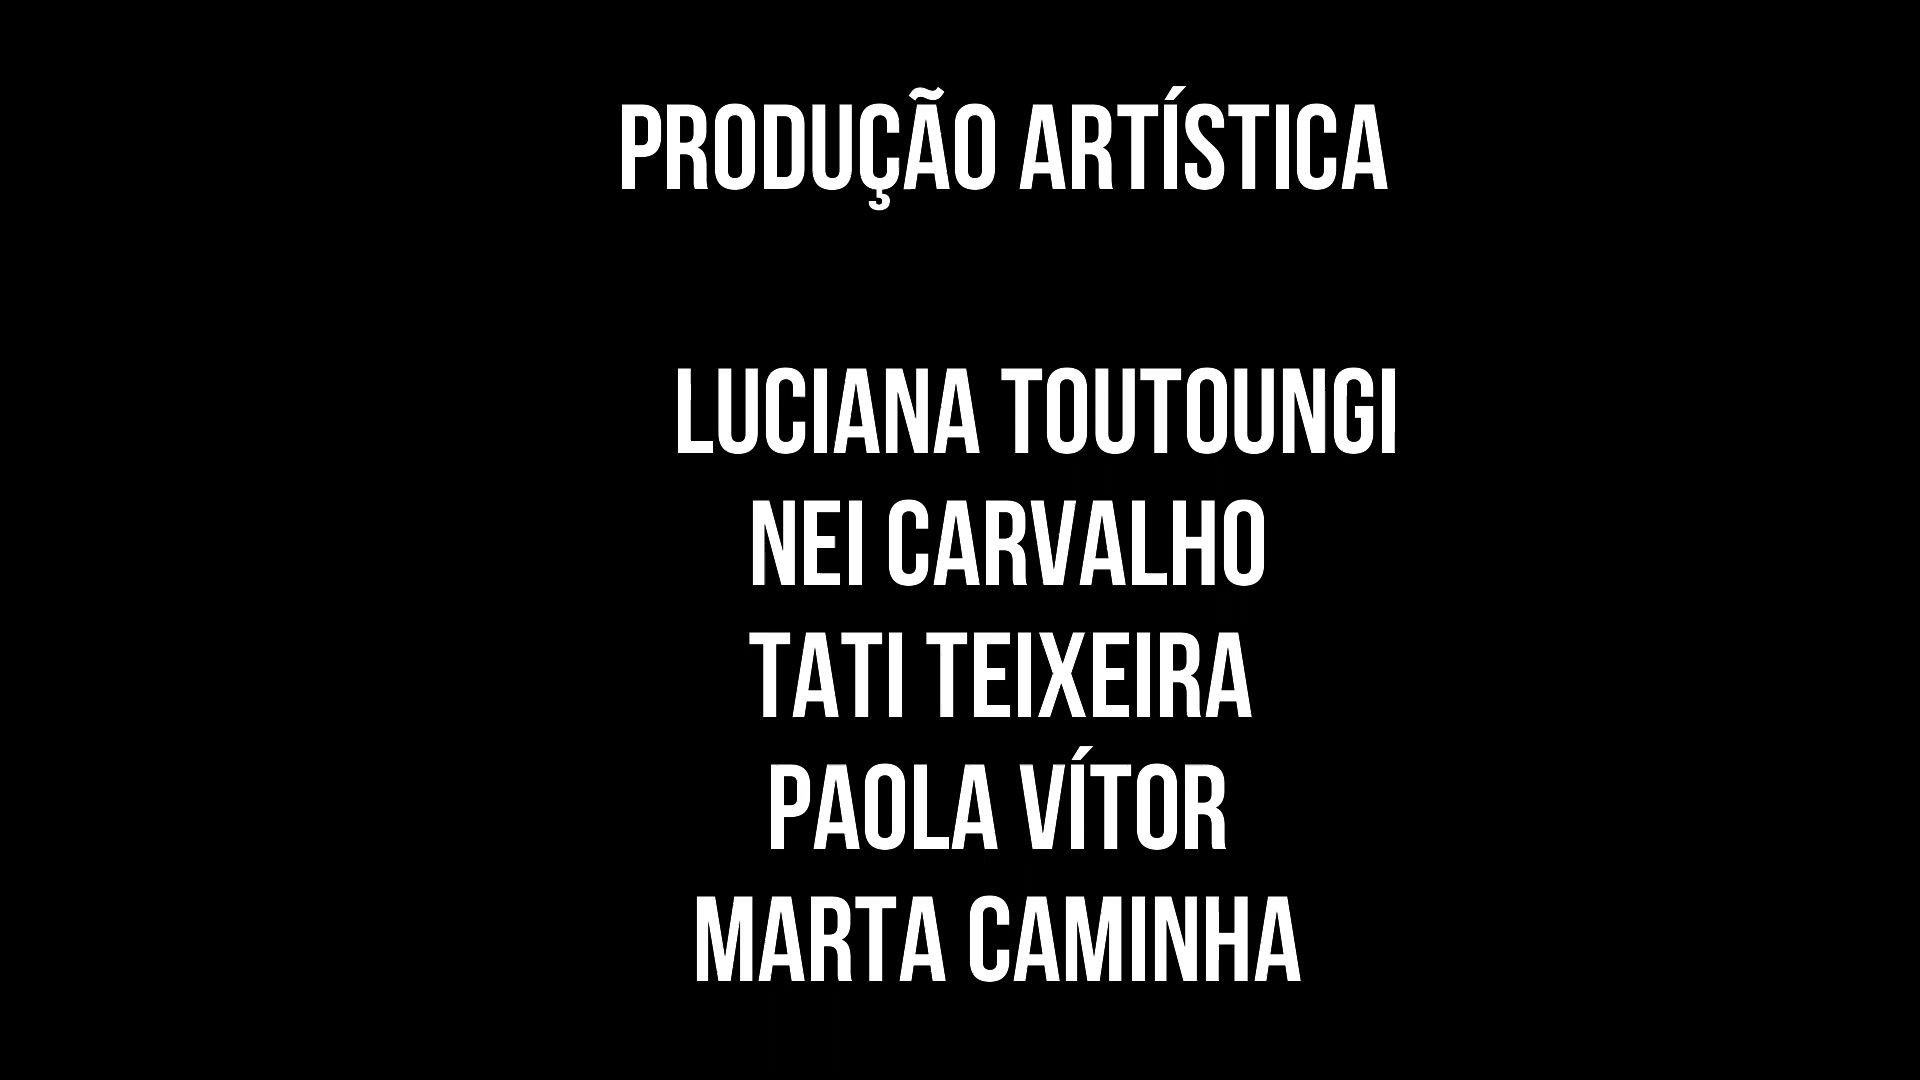 PRODUÇÃO ARTÍSTICA
LUCIANA TOUTOUNGI
NEI CARVALHO
TATI TEIXEIRA
PAOLA VÍTOR
MARTA CAMINHA